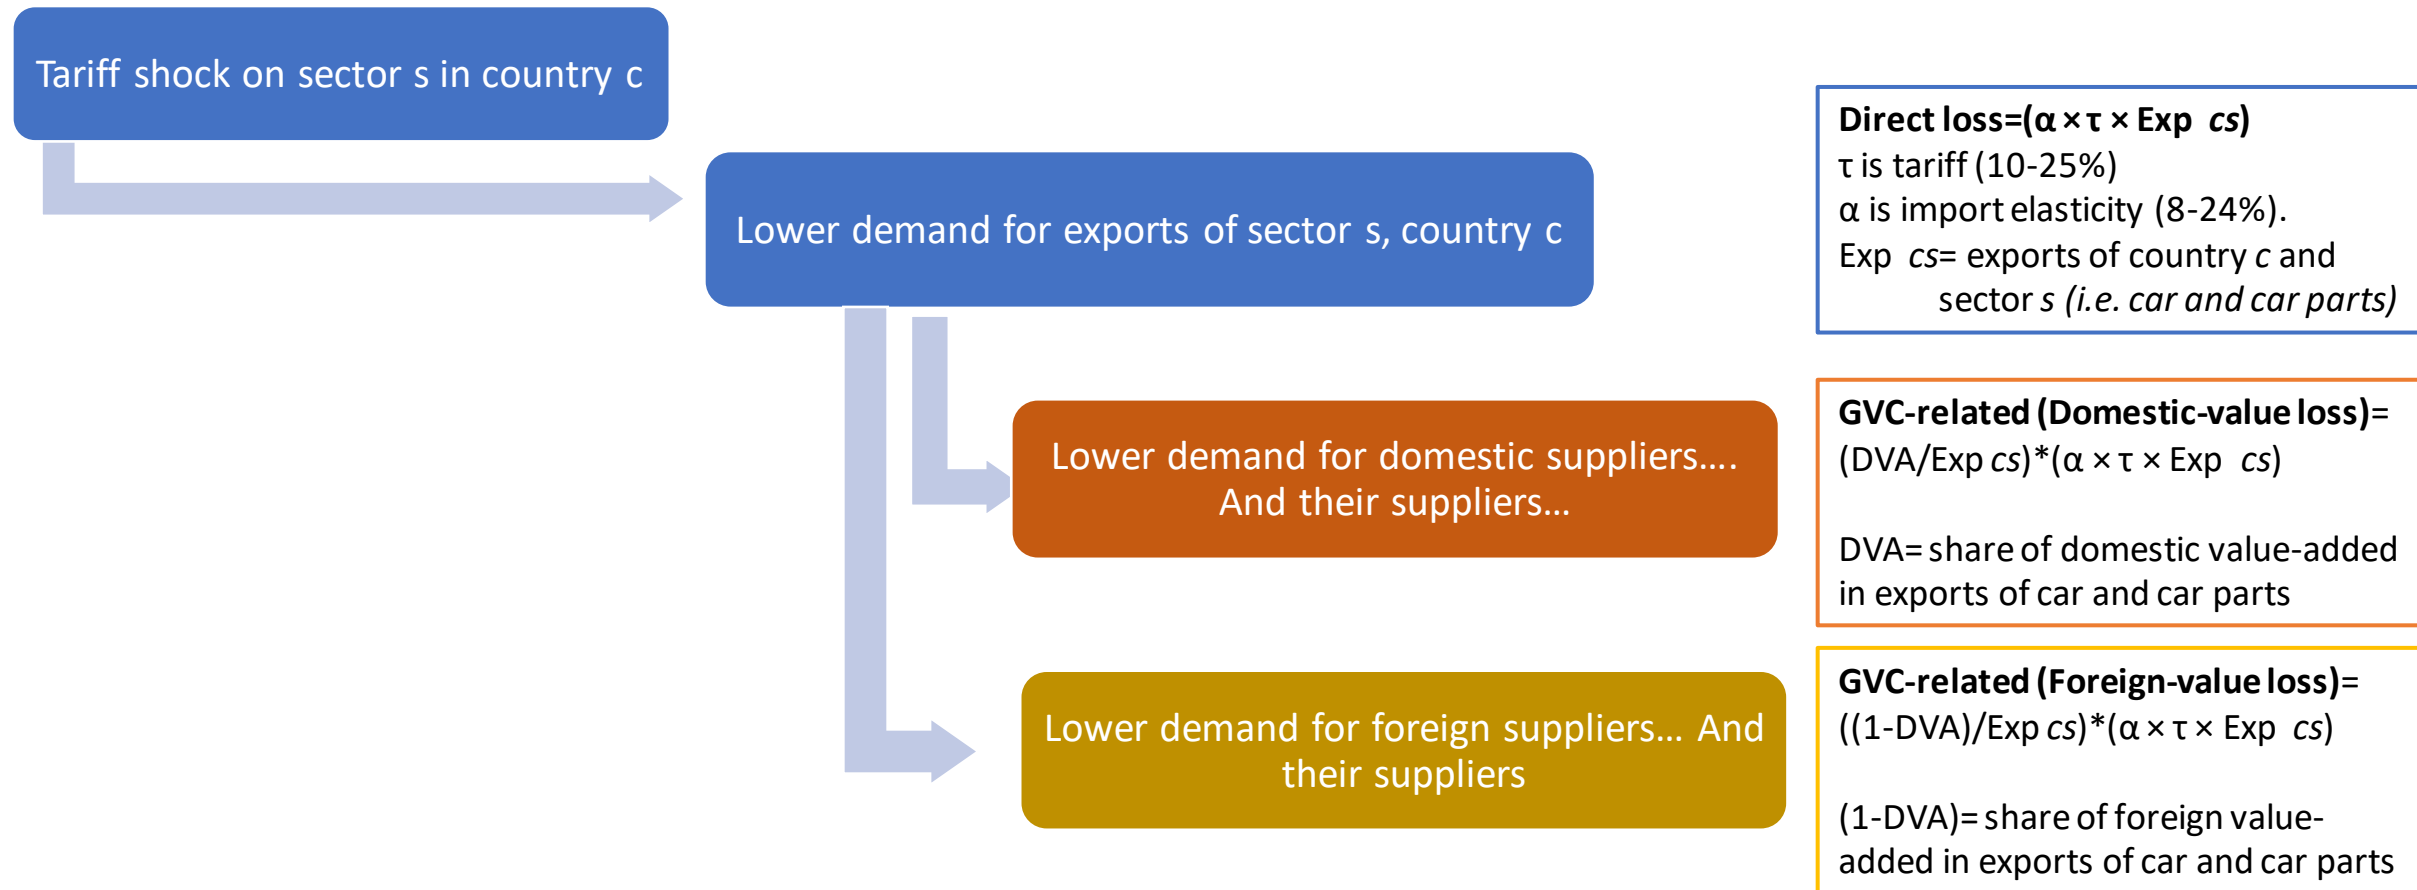 Tariff shock on sector s in country c
Lower demand for exports of sector s, country c
Lower demand for domestic suppliers….
And their suppliers…
Lower demand for foreign suppliers… And
their suppliers
Direct loss=(α × τ × Exp cs)
τ is tariff (10-25%)
α is import elasticity (8-24%).
Exp cs= exports of country c and
sector s (i.e. car and car parts)
GVC-related (Domestic-value loss)=
(DVA/Exp cs)*(α × τ × Exp cs)
DVA= share of domestic value-added
in exports of car and car parts
GVC-related (Foreign-value loss)=
((1-DVA)/Exp cs)*(α × τ × Exp cs)
(1-DVA)= share of foreign value-
added in exports of car and car parts